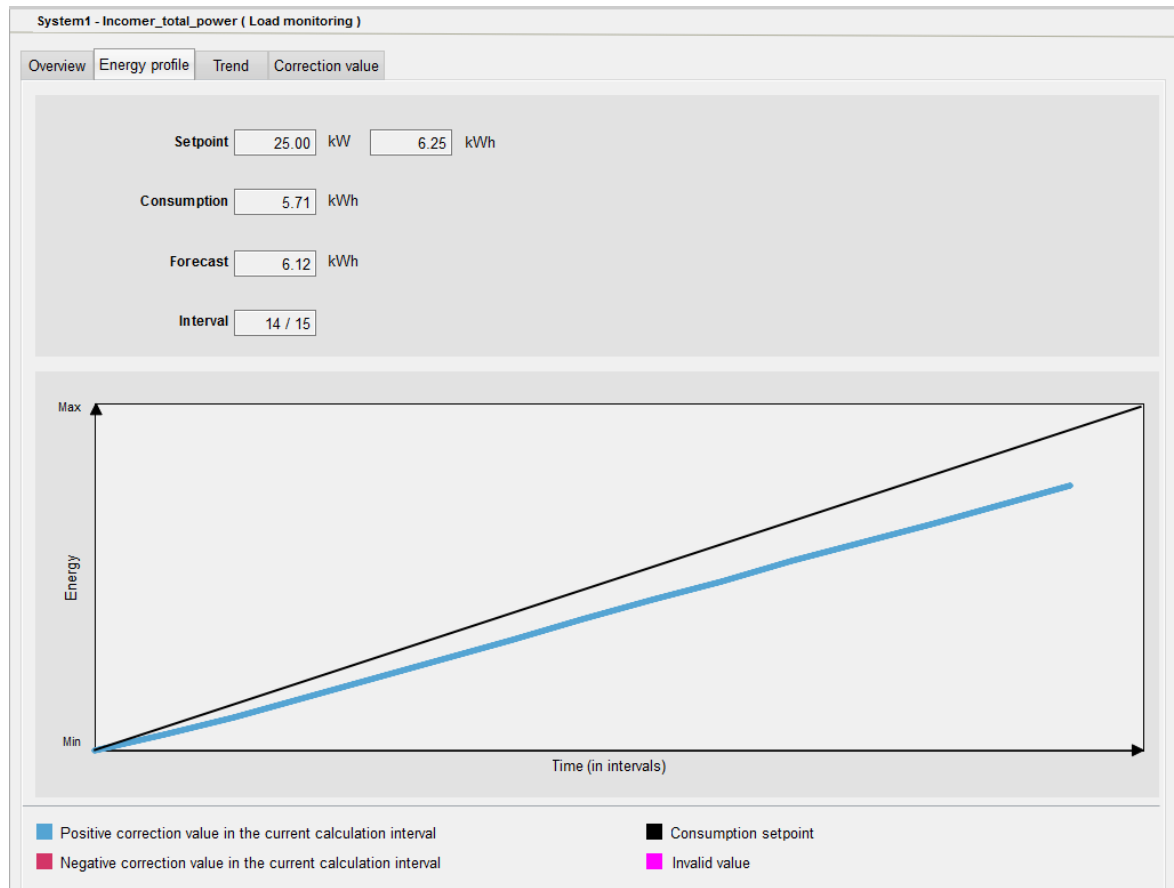 System1 - Incomer_total_power ( Load monitoring )
Overview Energy profile Trend Correction value
Setpoint 25.00 kW 6.25 kWh
Consumption 5.71 kWh
Forecast 6.12 kWh
Interval 14 / 15
Max
Energy
Min
Time (in intervals)
Positive correction value in the current calculation interval Consumption setpoint
Negative correction value in the current calculation interval Invalid value